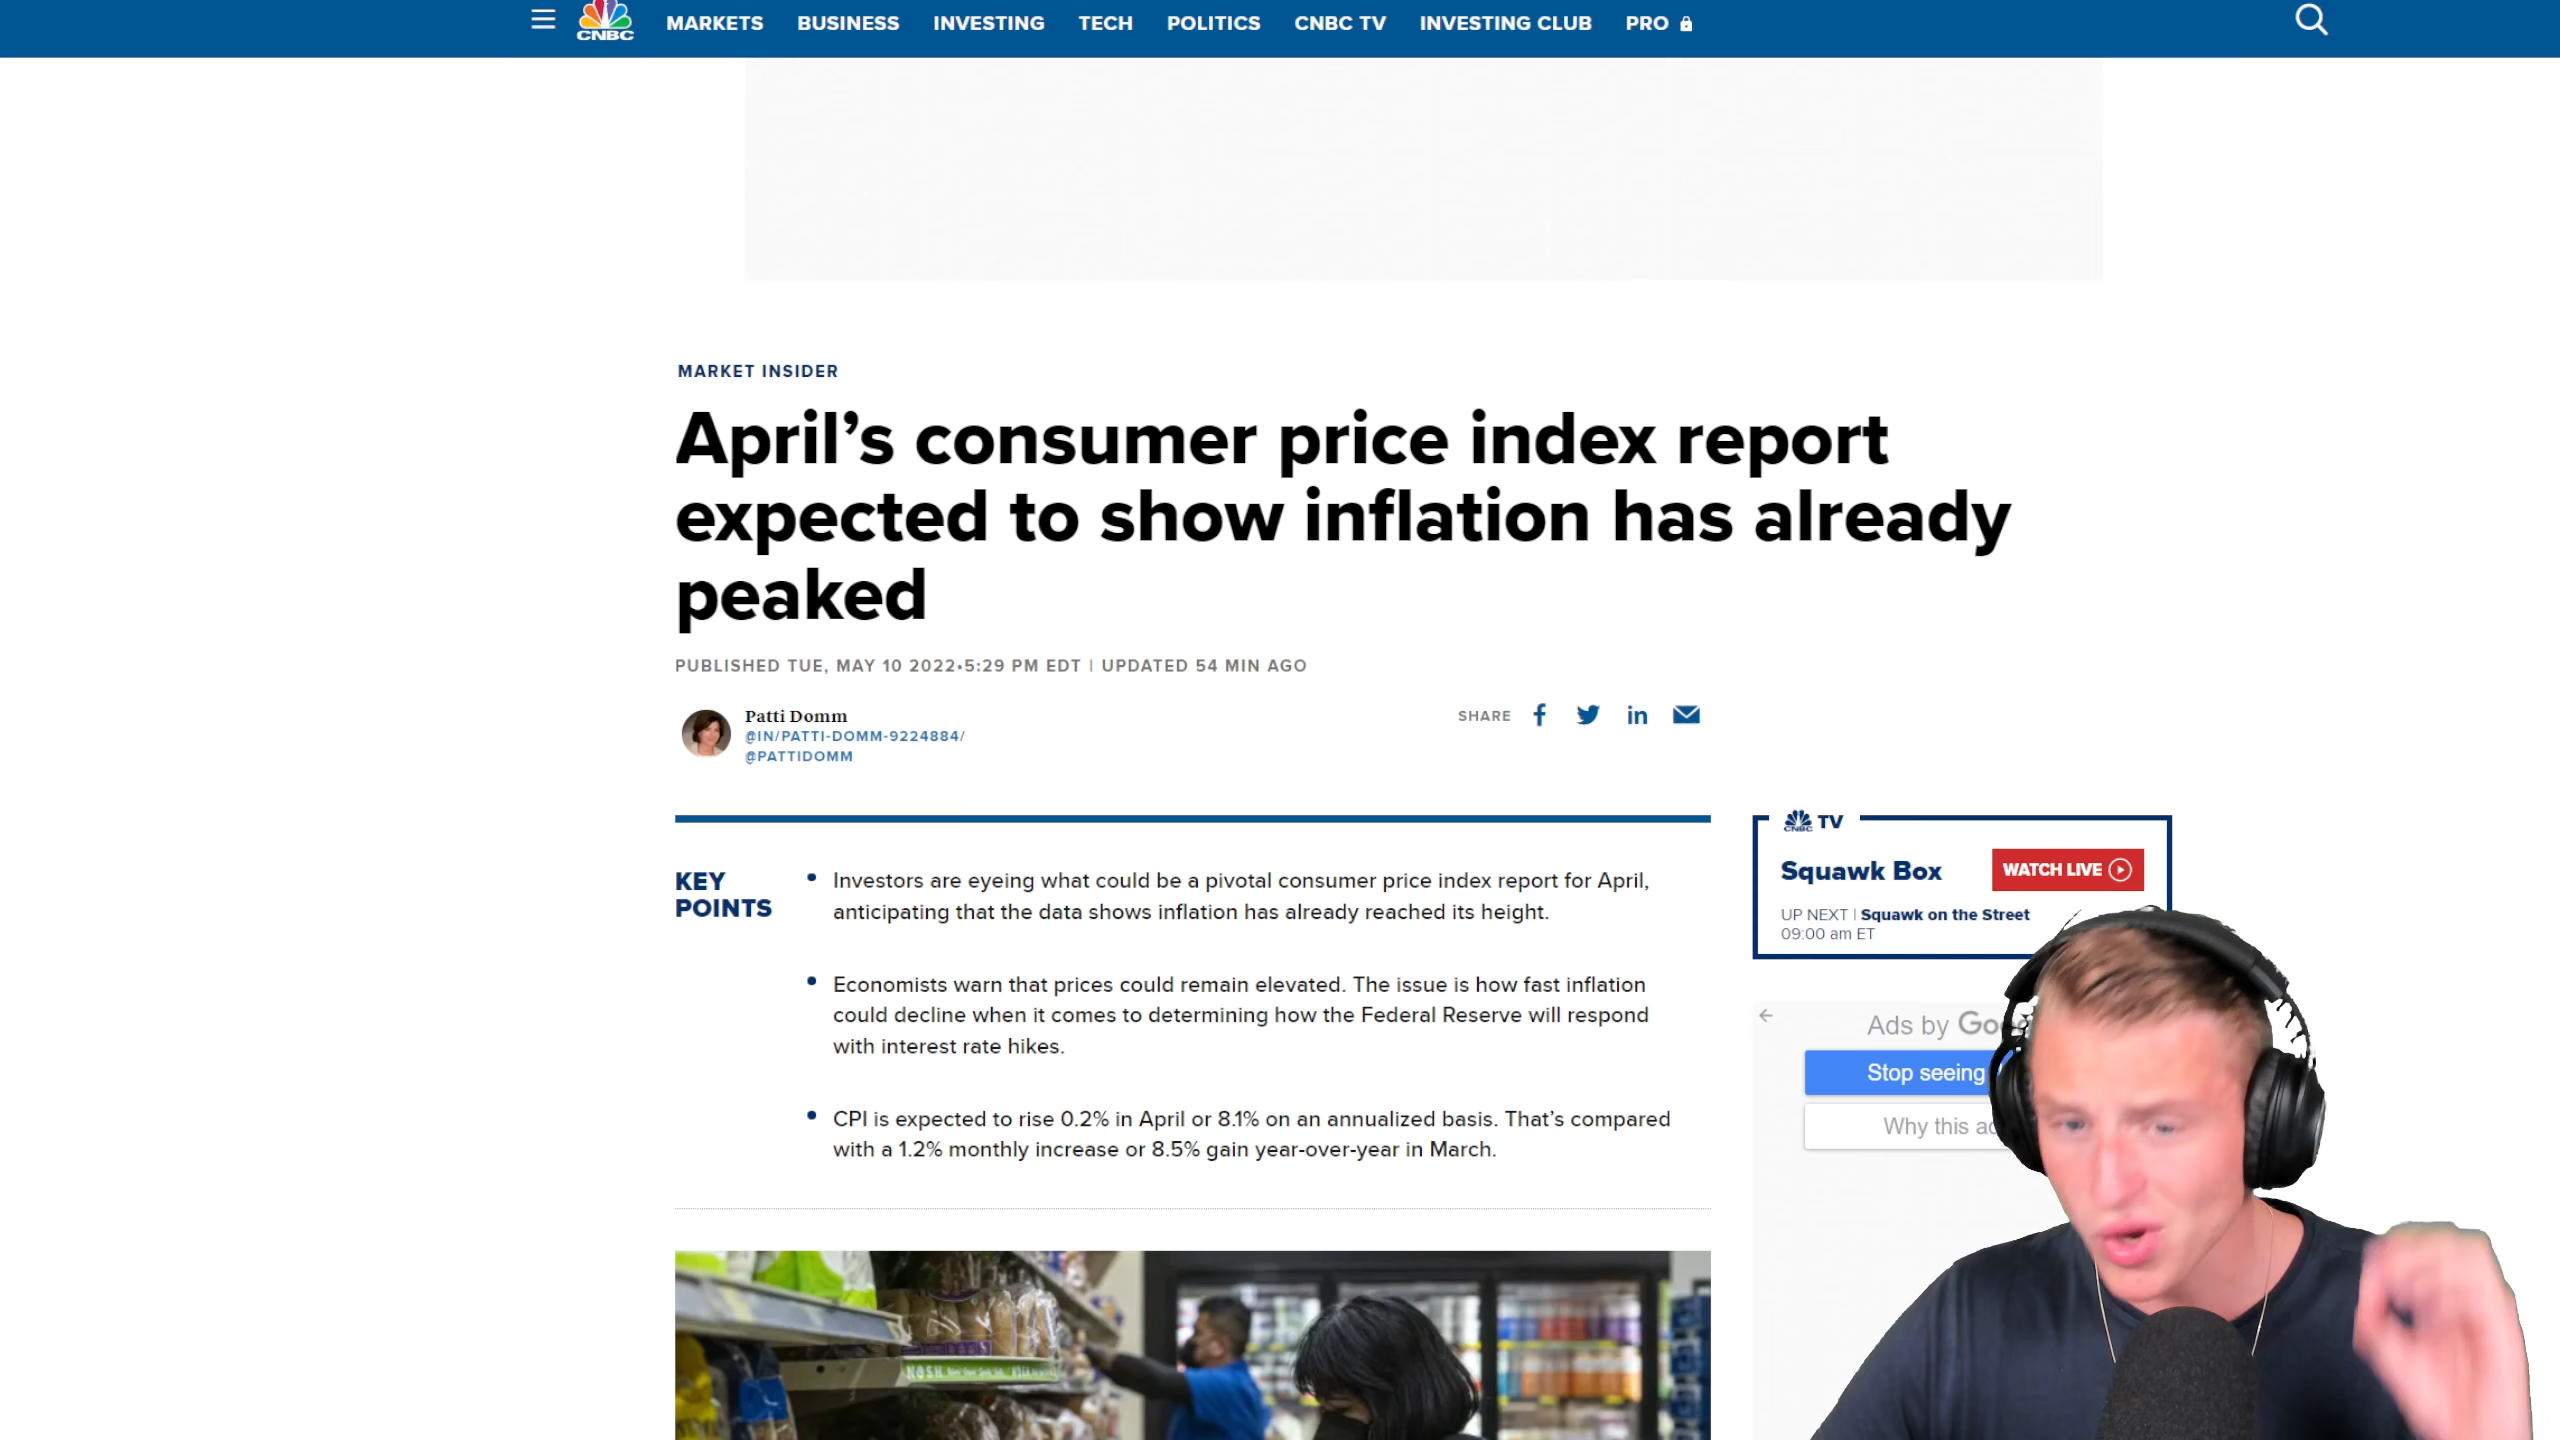 CNBC
MARKETS BUSINESS INVESTING TECH POLITICS CNBC TV INVESTING CLUB PRO
MARKET INSIDER
April’s consumer price index report
expected to show inflation has already
peaked
PUBLISHED TUE, MAY 10 2022•5:29 PM EDT | UPDATED 54 MIN AGO
Patti Domm
@IN/PATTI-DOMM-9224884/
@PATTIDOMM
SHARE
KEY
POINTS
• Investors are eyeing what could be a pivotal consumer price index report for April,
anticipating that the data shows inflation has already reached its height.
• Economists warn that prices could remain elevated. The issue is how fast inflation
could decline when it comes to determining how the Federal Reserve will respond
with interest rate hikes.
• CPI is expected to rise 0.2% in April or 8.1% on an annualized basis. That’s compared
with a 1.2% monthly increase or 8.5% gain year-over-year in March.
CNBC TV
Squawk Box
WATCH LIVE
UP NEXT | Squawk on the Street
09:00 am ET
Ads by
Stop seeing
Why this
NOSH